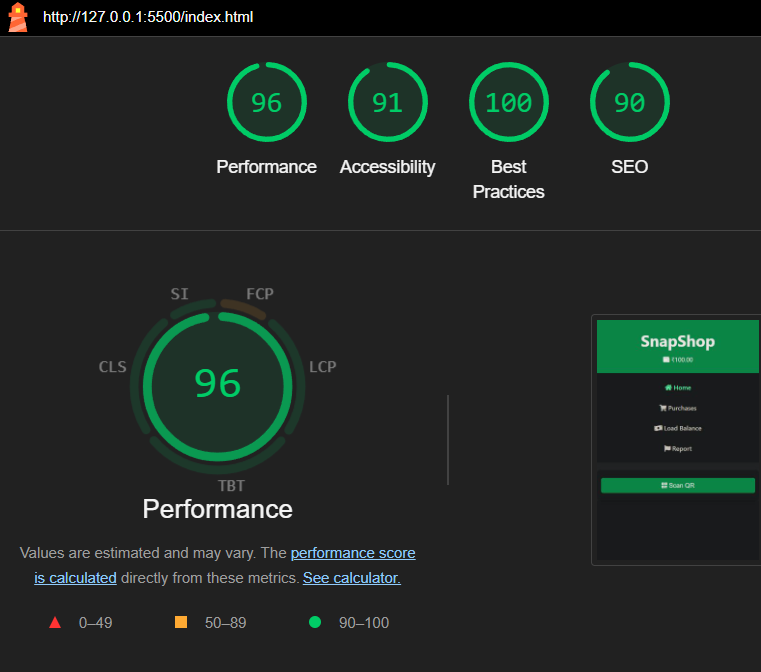 http://127.0.0.1:5500/index.html
96
91
100
90
Performance
Accessibility
Best
Practices
SEO
SI
FCP
CLS
LCP
96
TBT
Performance
Values are estimated and may vary. The performance score
is calculated directly from these metrics. See calculator.
0–49
50–89
90–100
SnapShop
₹100.00
Home
Purchases
Load Balance
Report
Scan QR